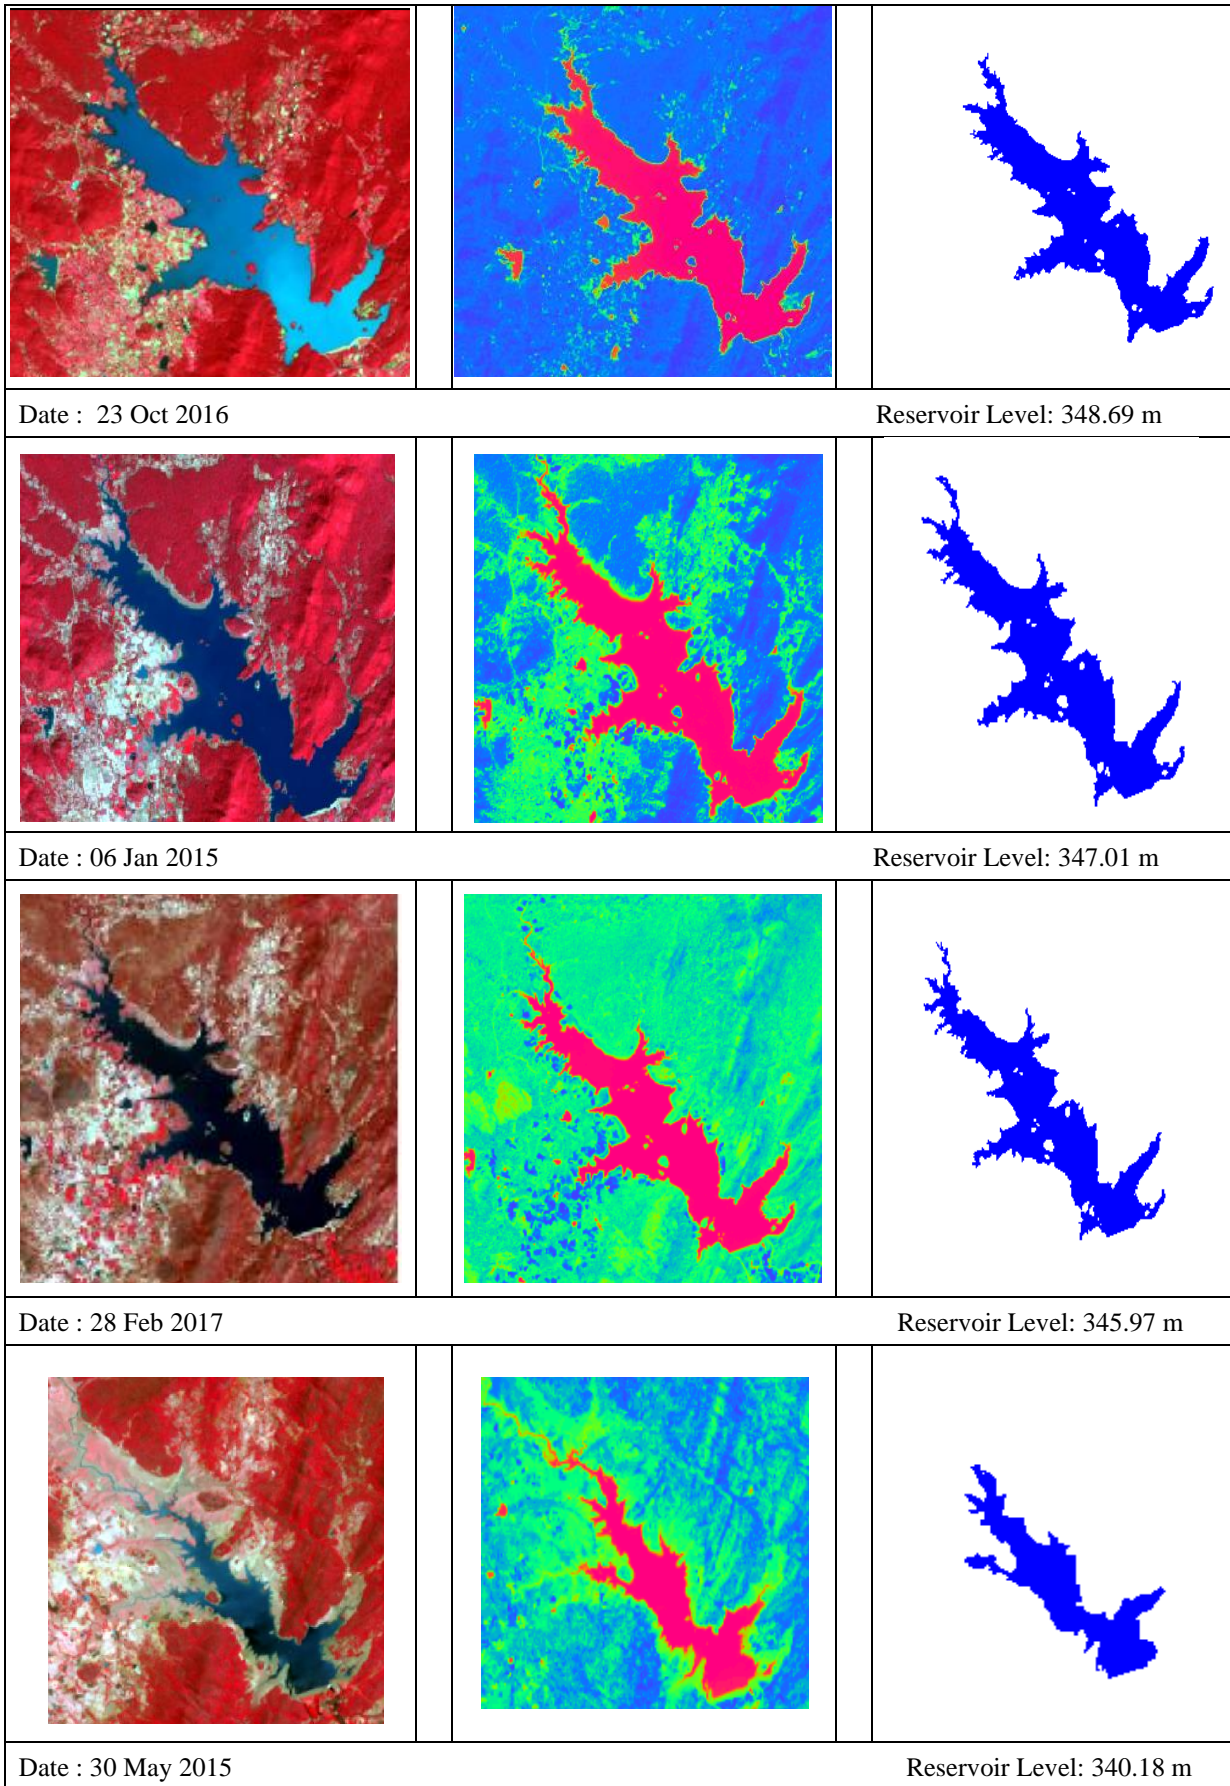 Date :  23 Oct 2016 Reservoir Level: 348.69 m
Date : 06 Jan 2015 Reservoir Level: 347.01 m
Date : 28 Feb 2017 Reservoir Level: 345.97 m
Date : 30 May 2015 Reservoir Level: 340.18 m